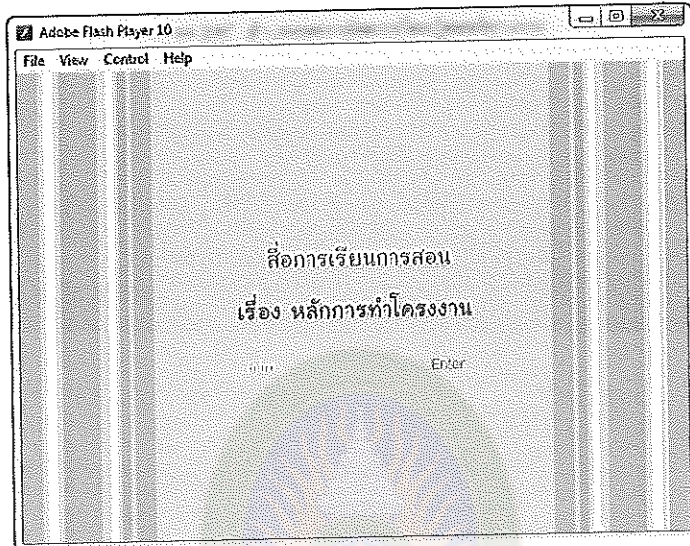 Adobe Flash Player 10
File View Control Help
สื่อการเรียนการสอน
เรื่อง หลักการทำโครงงาน
Enter